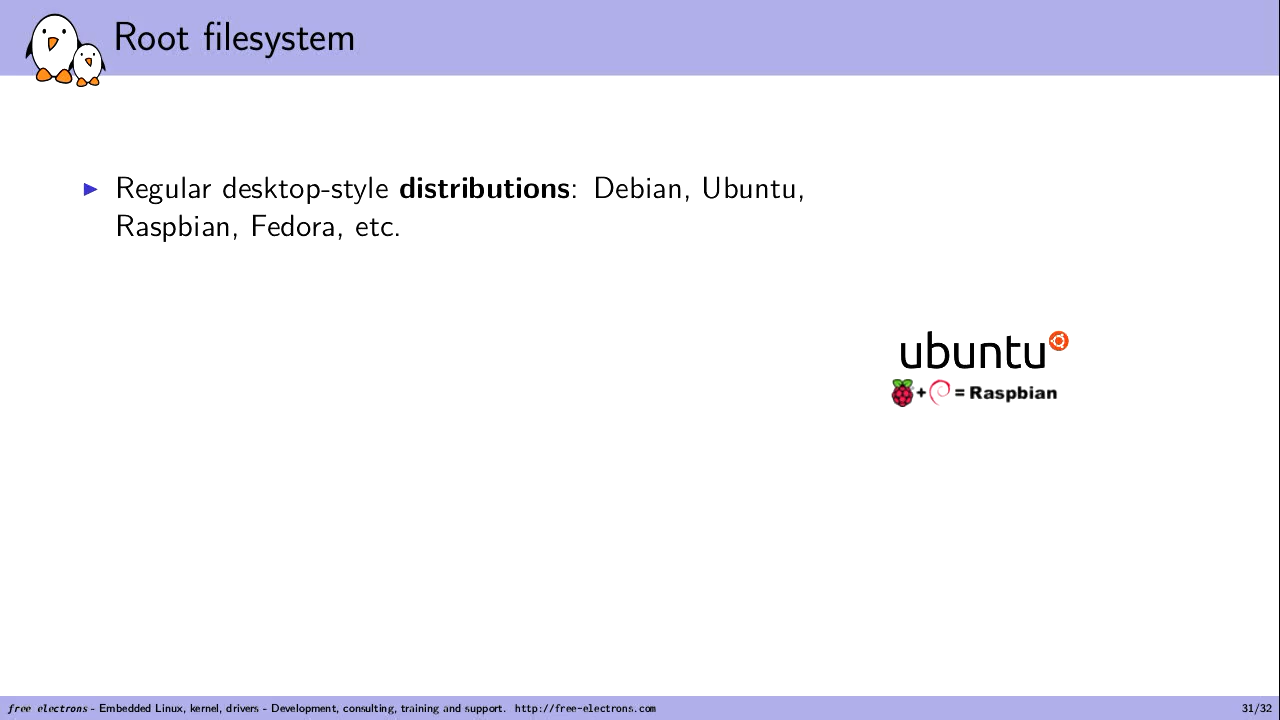 Root filesystem
Regular desktop-style distributions: Debian, Ubuntu,
Raspbian, Fedora, etc.
ubuntu
+ = Raspbian
free electrons - Embedded Linux, kernel, drivers - Development, consulting, training and support. http://free-electrons.com 31/32